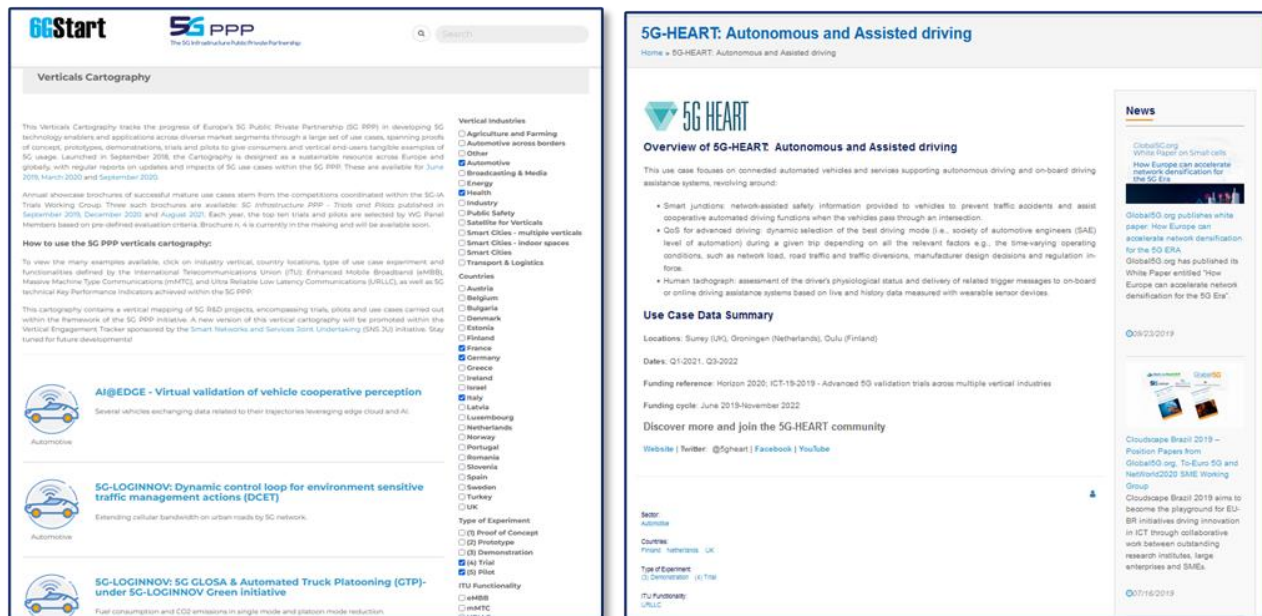 6GStart
5G PPP
The 5G Infrastructure Public Private Partnership
Search
Verticals Cartography
This Verticals Cartography tracks the progress of Europe's 5G Public Private Partnership (5G PPP) in developing 5G
technology enablers and applications across diverse market segments through a large set of use cases, spanning proofs
of concept, prototypes, demonstrations, trials and pilots to give consumers and vertical end-users tangible examples of
5G usage. Launched in September 2018, the Cartography is designed as a sustainable resource across Europe and
globally, with regular reports on updates and impacts of 5G use cases within the 5G PPP. These are available for June
2019, March 2020 and September 2020.
Annual showcase brochures of successful mature use cases stem from the competitions coordinated within the 5G-IA
Trials Working Group. Three such brochures are available: 5G Infrastructure PPP - Trials and Pilots published in
September 2019, December 2020 and August 2021. Each year, the top ten trials and pilots are selected by WG Panel
Members based on pre-defined evaluation criteria. Brochure n. 4 is currently in the making and will be available soon.
How to use the 5G PPP verticals cartography:
To view the many examples available, click on industry vertical, country locations, type of use case experiment and
functionalities defined by the International Telecommunications Union (ITU): Enhanced Mobile Broadband (eMBB),
Massive Machine Type Communications (mMTC), and Ultra Reliable Low Latency Communications (URLLC), as well as 5G
technical Key Performance Indicators achieved within the 5G PPP.
This cartography contains a vertical mapping of 5G R&D projects, encompassing trials, pilots and use cases carried out
within the framework of the 5G PPP Initiative. A new version of this vertical cartography will be promoted within the
Vertical Engagement Tracker sponsored by the Smart Networks and Services Joint Undertaking (SNS JU) initiative. Stay
tuned for future developments!
AI@EDGE - Virtual validation of vehicle cooperative perception
Several vehicles exchanging data related to their trajectories leveraging edge cloud and AI.
Automotive
5G-LOGINNOV: Dynamic control loop for environment sensitive
traffic management actions (DCET)
Extending cellular bandwidth on urban roads by 5G network.
Automotive
5G-LOGINNOV: 5G GLOSA & Automated Truck Platooning (GTP)-
under 5G-LOGINNOV Green initiative
Fuel consumption and CO2 emissions in single mode and platoon mode reduction.
Vertical Industries
Agriculture and Farming
Automotive across borders
Other
Automotive
Broadcasting & Media
Energy
Health
Industry
Public Safety
Satellite for Verticals
Smart Cities - multiple verticals
Smart Cities - indoor spaces
Smart Cities
Transport & Logistics
Countries
Austria
Belgium
Bulgaria
Denmark
Estonia
Finland
France
Germany
Greece
Ireland
Israel
Italy
Latvia
Luxembourg
Netherlands
Norway
Portugal
Romania
Slovenia
Spain
Sweden
Turkey
UK
Type of Experiment
(1) Proof of Concept
(2) Prototype
(3) Demonstration
(4) Trial
(5) Pilot
ITU Functionality
eMBB
mMTC
5G-HEART: Autonomous and Assisted driving
Home » 5G-HEART: Autonomous and Assisted driving
5G HEART
Overview of 5G-HEART: Autonomous and Assisted driving
This use case focuses on connected automated vehicles and services supporting autonomous driving and on-board driving
assistance systems, revolving around:
Smart junctions: network-assisted safety information provided to vehicles to prevent traffic accidents and assist
cooperative automated driving functions when the vehicles pass through an intersection.
QoS for advanced driving: dynamic selection of the best driving mode (i.e., society of automotive engineers (SAE)
level of automation) during a given trip depending on all the relevant factors e.g., the time-varying operating
conditions, such as network load, road traffic and traffic diversions, manufacturer design decisions and regulation in-
force.
Human tachograph: assessment of the driver's physiological status and delivery of related trigger messages to on-board
or online driving assistance systems based on live and history data measured with wearable sensor devices.
Use Case Data Summary
Locations: Surrey (UK), Groningen (Netherlands), Oulu (Finland)
Dates: Q1-2021, Q3-2022
Funding reference: Horizon 2020; ICT-19-2019 - Advanced 5G validation trials across multiple vertical industries
Funding cycle: June 2019-November 2022
Discover more and join the 5G-HEART community
Website | Twitter: @5gheart | Facebook | YouTube
Sector:
Automotive
Countries:
Finland Netherlands UK
Type of Experiment:
(3) Demonstration (4) Trial
ITU Functionality:
URLLC
News
Global5G.org
White Paper on Small cells
How Europe can accelerate
network densification for
the 5G Era
Global5G.org publishes white
paper: How Europe can
accelerate network densification
for the 5G ERA
Global5G.org has published its
White Paper entitled "How
Europe can accelerate network
densification for the 5G Era".
09/23/2019
Global5G
Cloudscape Brazil 2019 –
Position Papers from
Global5G.org, To-Euro 5G and
NetWorld2020 SME Working
Group
Cloudscape Brazil 2019 aims to
become the playground for EU-
BR initiatives driving innovation
in ICT through collaborative
work between outstanding
research institutes, large
enterprises and SMEs.
07/16/2019